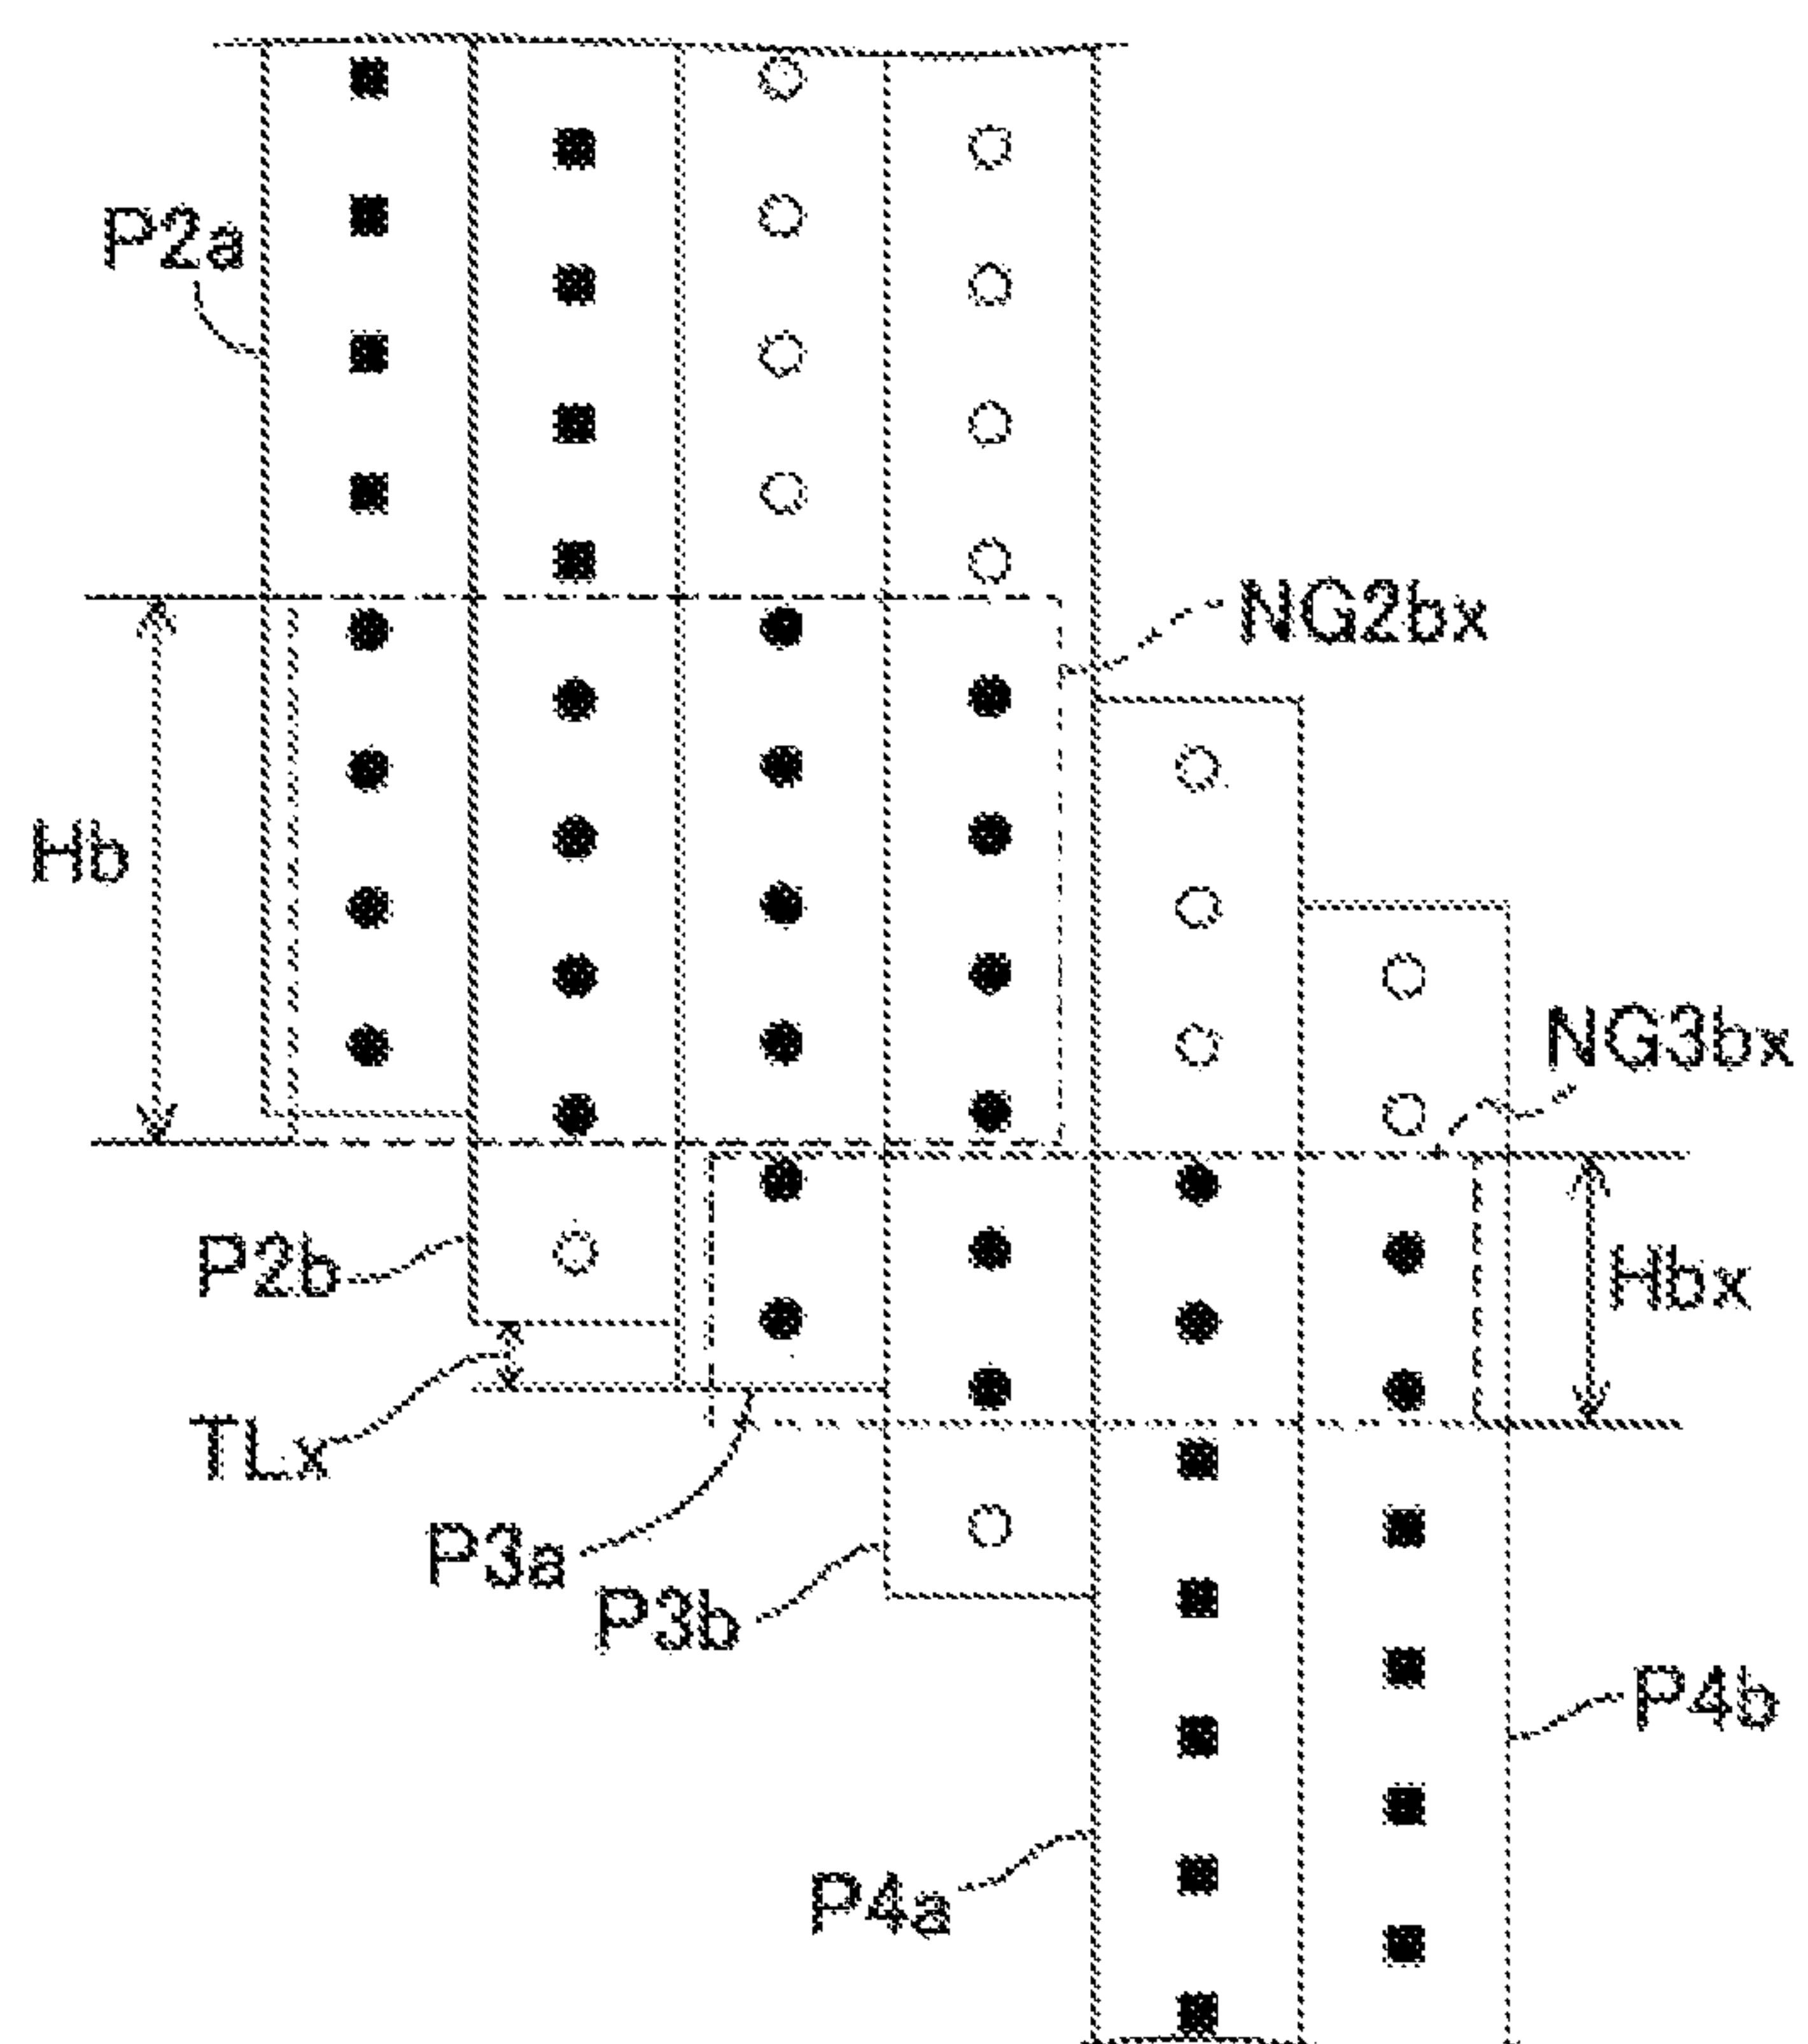 P2a
NG2bx
Hb
NG3bx
P2b
Hbx
TLx
P3a
P3b
P4b
P4a